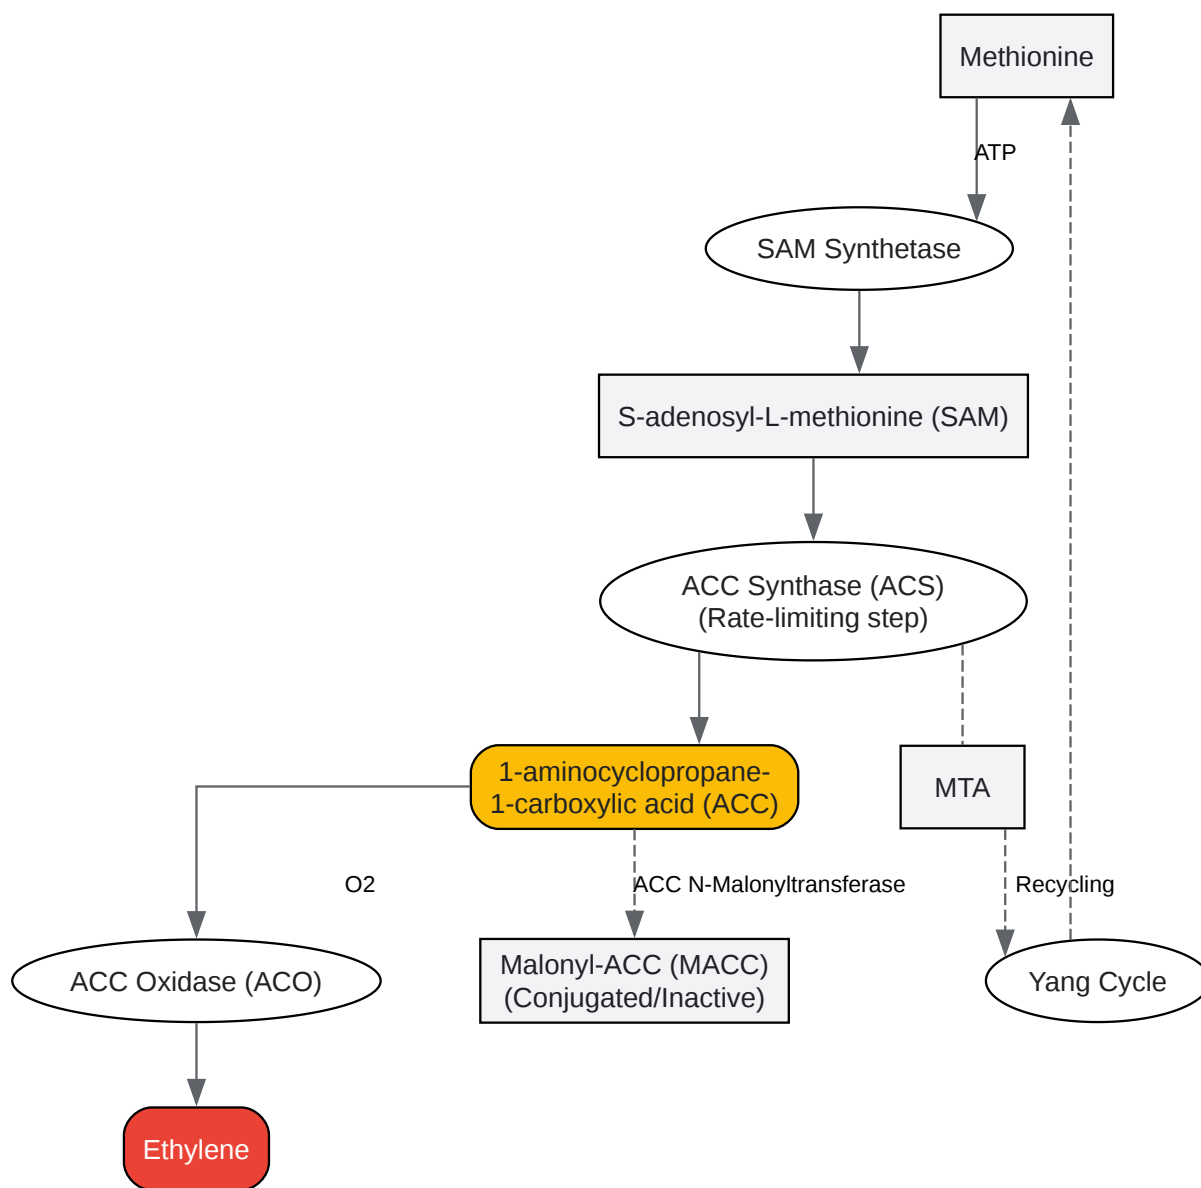 Methionine
ATP
SAM Synthetase
S-adenosyl-L-methionine (SAM)
ACC Synthase (ACS)
(Rate-limiting step)
1-aminocyclopropane-
1-carboxylic acid (ACC)
MTA
O2
ACC N-Malonyltransferase
Recycling
ACC Oxidase (ACO)
Malonyl-ACC (MACC)
(Conjugated/Inactive)
Yang Cycle
Ethylene